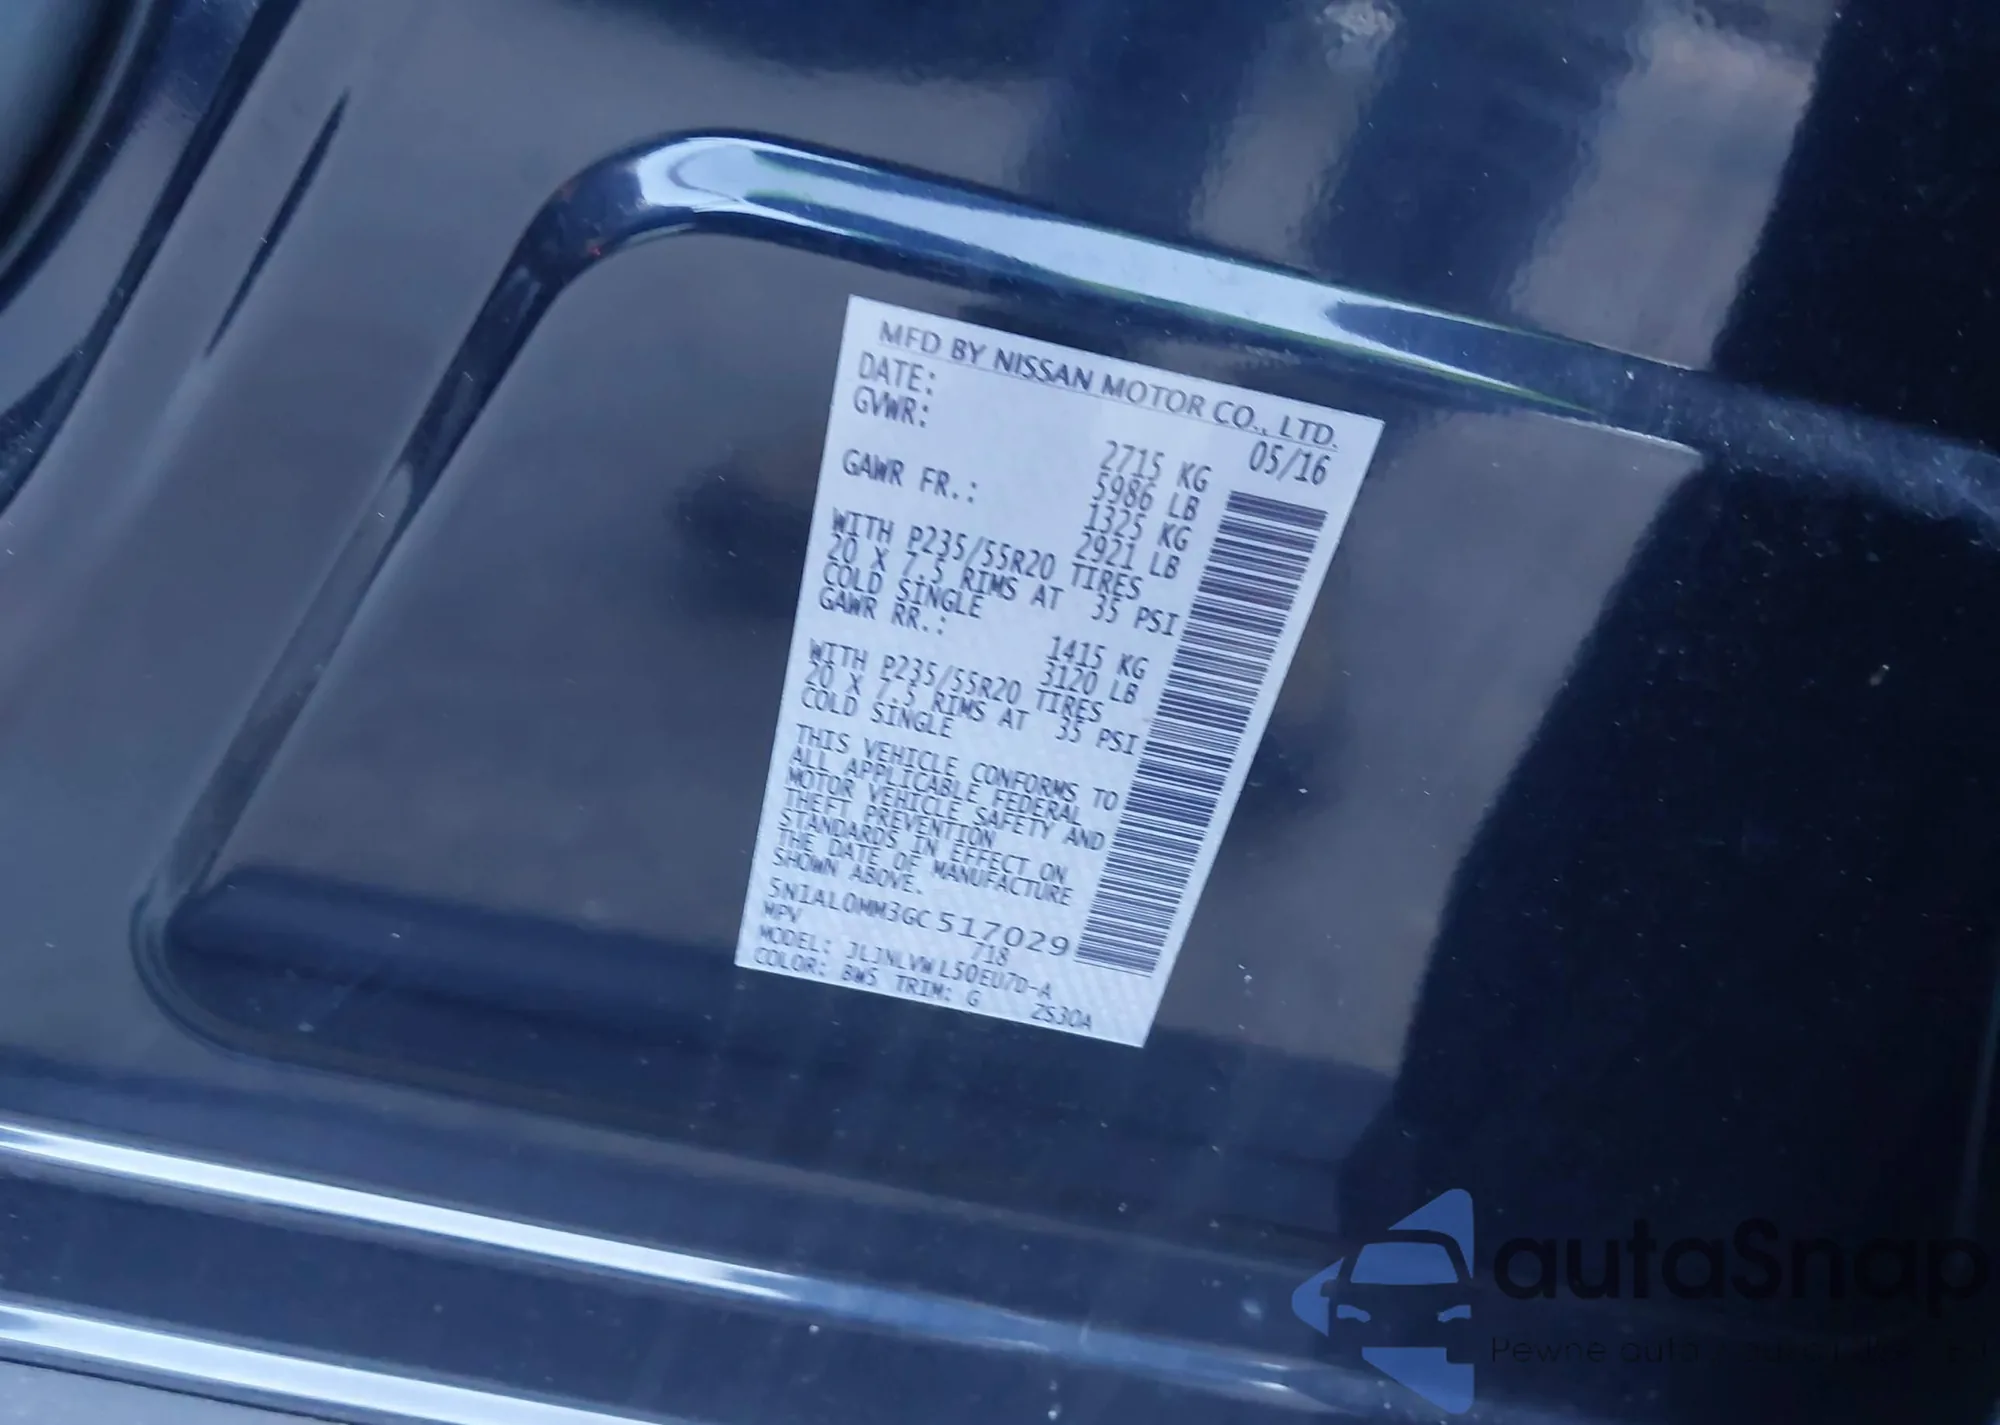 MFD BY NISSAN MOTOR CO., LTD.
DATE: 05/16
GVWR: 2715 KG
5986 LB
GAWR FR.: 1325 KG
2921 LB
WITH P235/55R20 TIRES
20 X 7.5 RIMS AT 35 PSI
COLD SINGLE
GAWR RR.: 1415 KG
3120 LB
WITH P235/55R20 TIRES
20 X 7.5 RIMS AT 35 PSI
COLD SINGLE
THIS VEHICLE CONFORMS TO
ALL APPLICABLE FEDERAL
MOTOR VEHICLE SAFETY AND
THEFT PREVENTION
STANDARDS IN EFFECT ON
THE DATE OF MANUFACTURE
SHOWN ABOVE.
5N1AL0MM3GC517029
MPV 718
MODEL: JLJNLVWL50EU7D-A
COLOR: BW5 TRIM: G ZS30A
autaSnap
Pewne auta